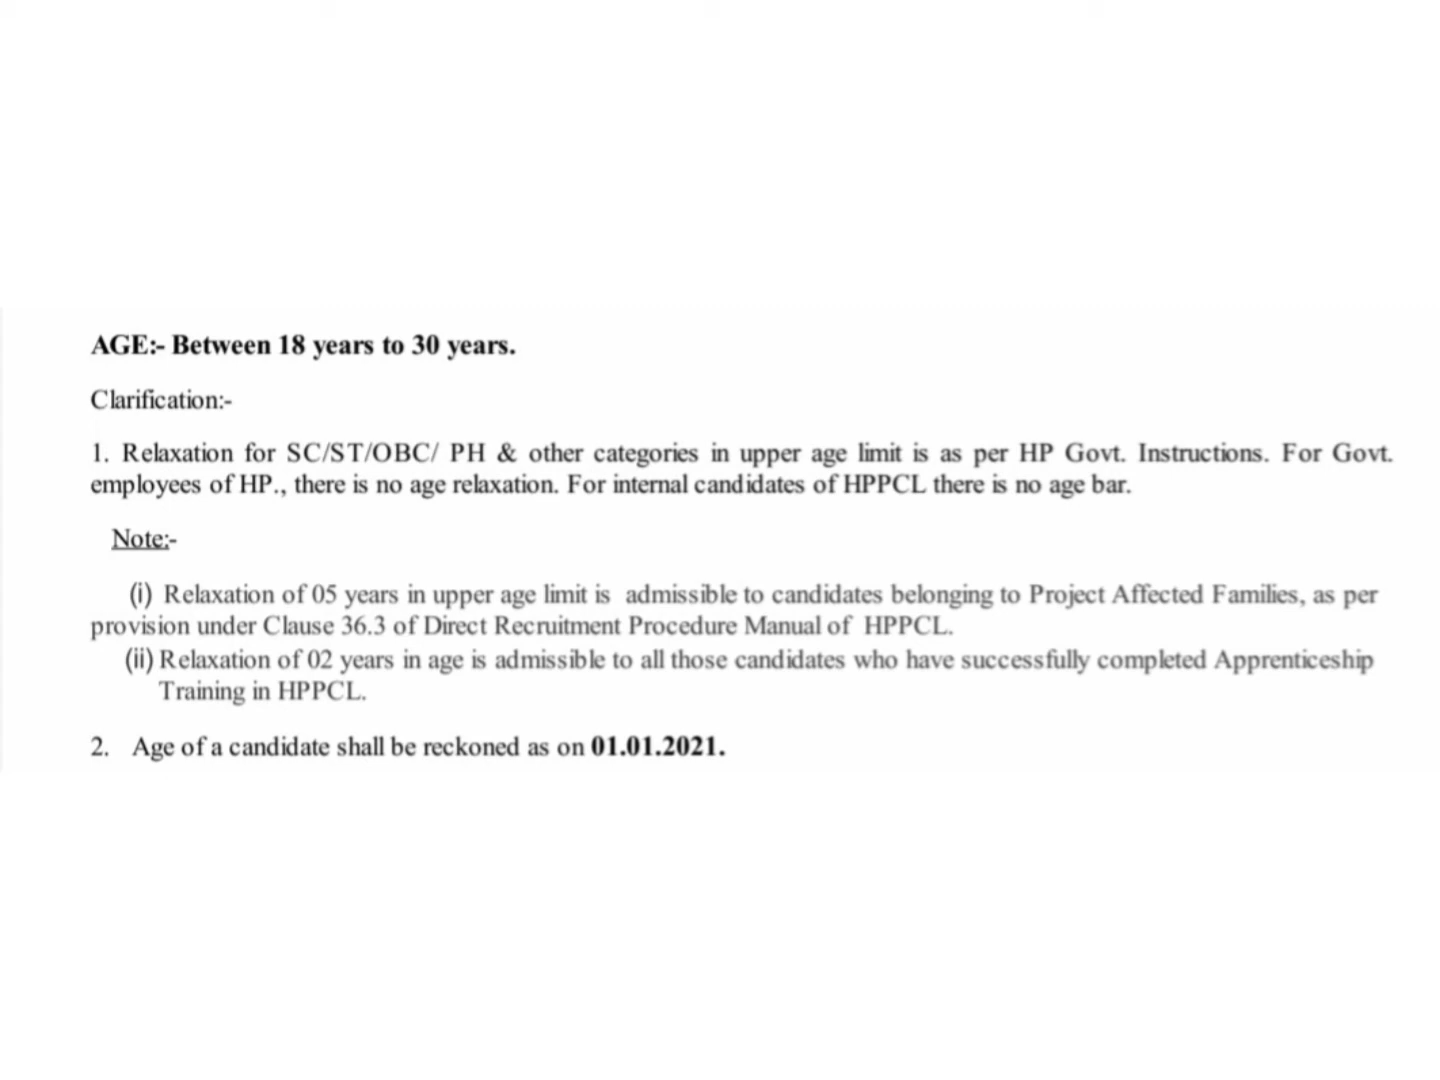 AGE:- Between 18 years to 30 years.
Clarification:-
1. Relaxation for SC/ST/OBC/ PH & other categories in upper age limit is as per HP Govt. Instructions. For Govt.
employees of HP., there is no age relaxation. For internal candidates of HPPCL there is no age bar.
Note:-
(i) Relaxation of 05 years in upper age limit is admissible to candidates belonging to Project Affected Families, as per
provision under Clause 36.3 of Direct Recruitment Procedure Manual of HPPCL.
(ii) Relaxation of 02 years in age is admissible to all those candidates who have successfully completed Apprenticeship
Training in HPPCL.
2. Age of a candidate shall be reckoned as on 01.01.2021.